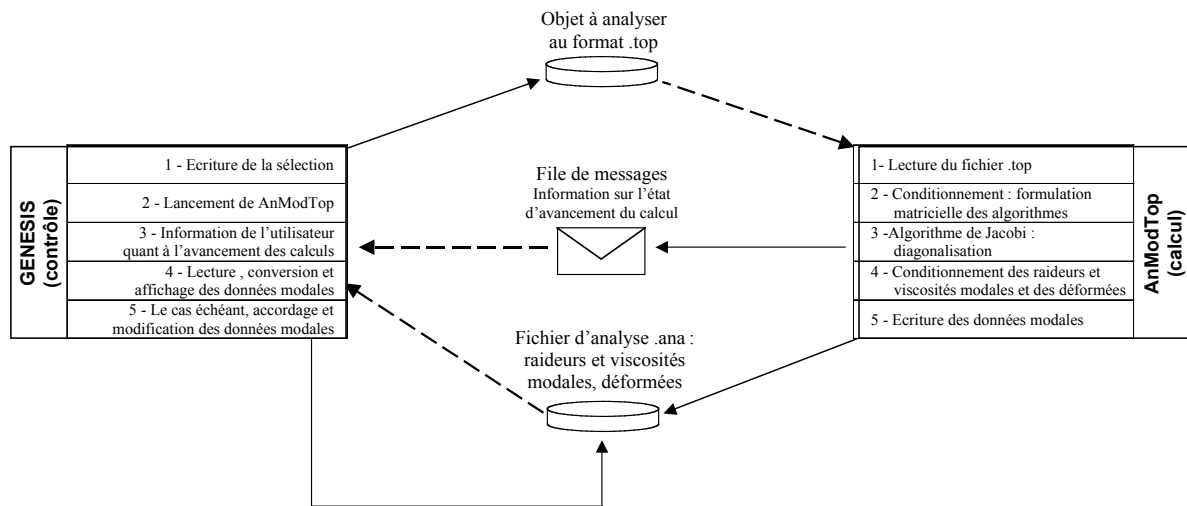 Objet à analyser
au format .top
GENESIS
(contrôle)
1 - Ecriture de la sélection
2 - Lancement de AnModTop
3 - Information de l'utilisateur
quant à l'avancement des calculs
4 - Lecture , conversion et
affichage des données modales
5 - Le cas échéant, accordage et
modification des données modales
File de messages
Information sur l'état
d'avancement du calcul
Fichier d'analyse .ana :
raideurs et viscosités
modales, déformées
1- Lecture du fichier .top
2 - Conditionnement : formulation
matricielle des algorithmes
3 -Algorithme de Jacobi :
diagonalisation
4 - Conditionnement des raideurs et
viscosités modales et des déformées
5 - Ecriture des données modales
AnModTop
(calcul)